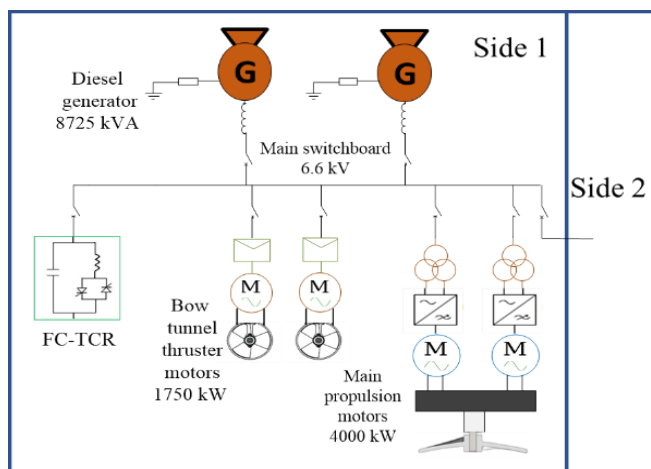 Side 1
G
G
Diesel
generator
8725 kVA
Main switchboard
6.6 kV
Side 2
FC-TCR
M
M
Bow
tunnel
thruster
motors
1750 kW
M
M
Main
propulsion
motors
4000 kW